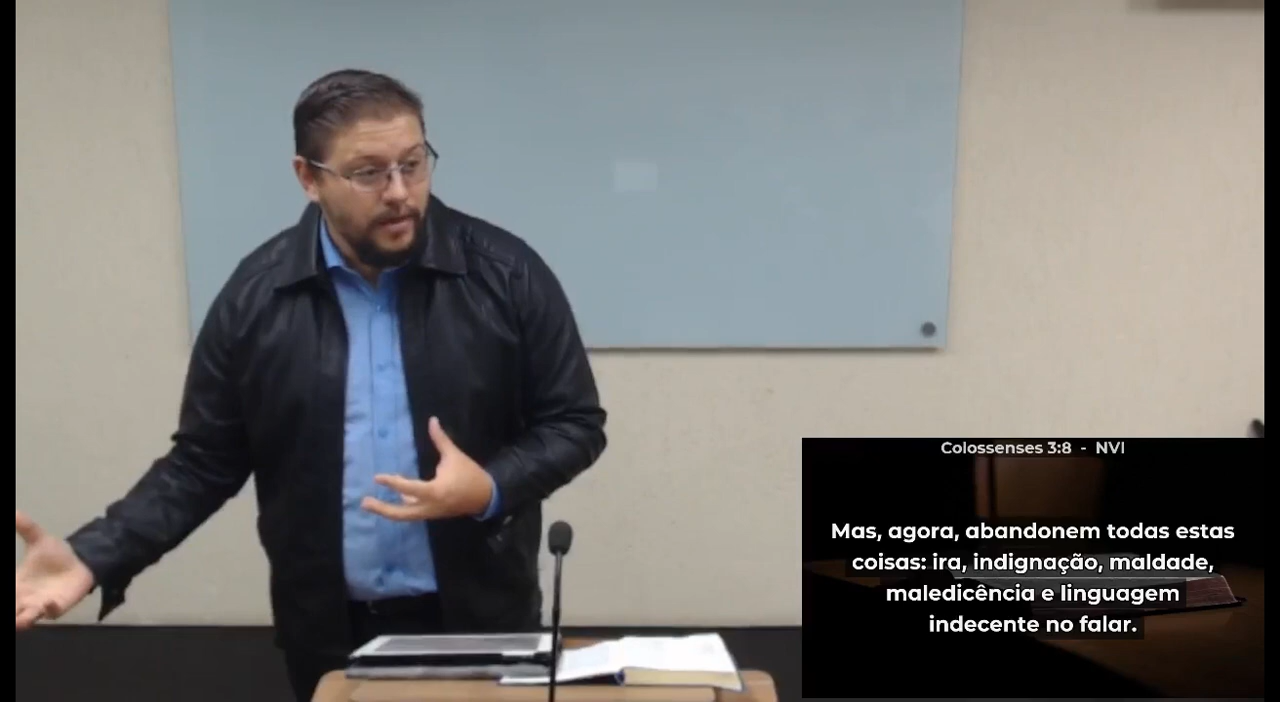 Colossenses 3:8 - NVI
Mas, agora, abandonem todas estas
coisas: ira, indignação, maldade,
maledicência e linguagem
indecente no falar.